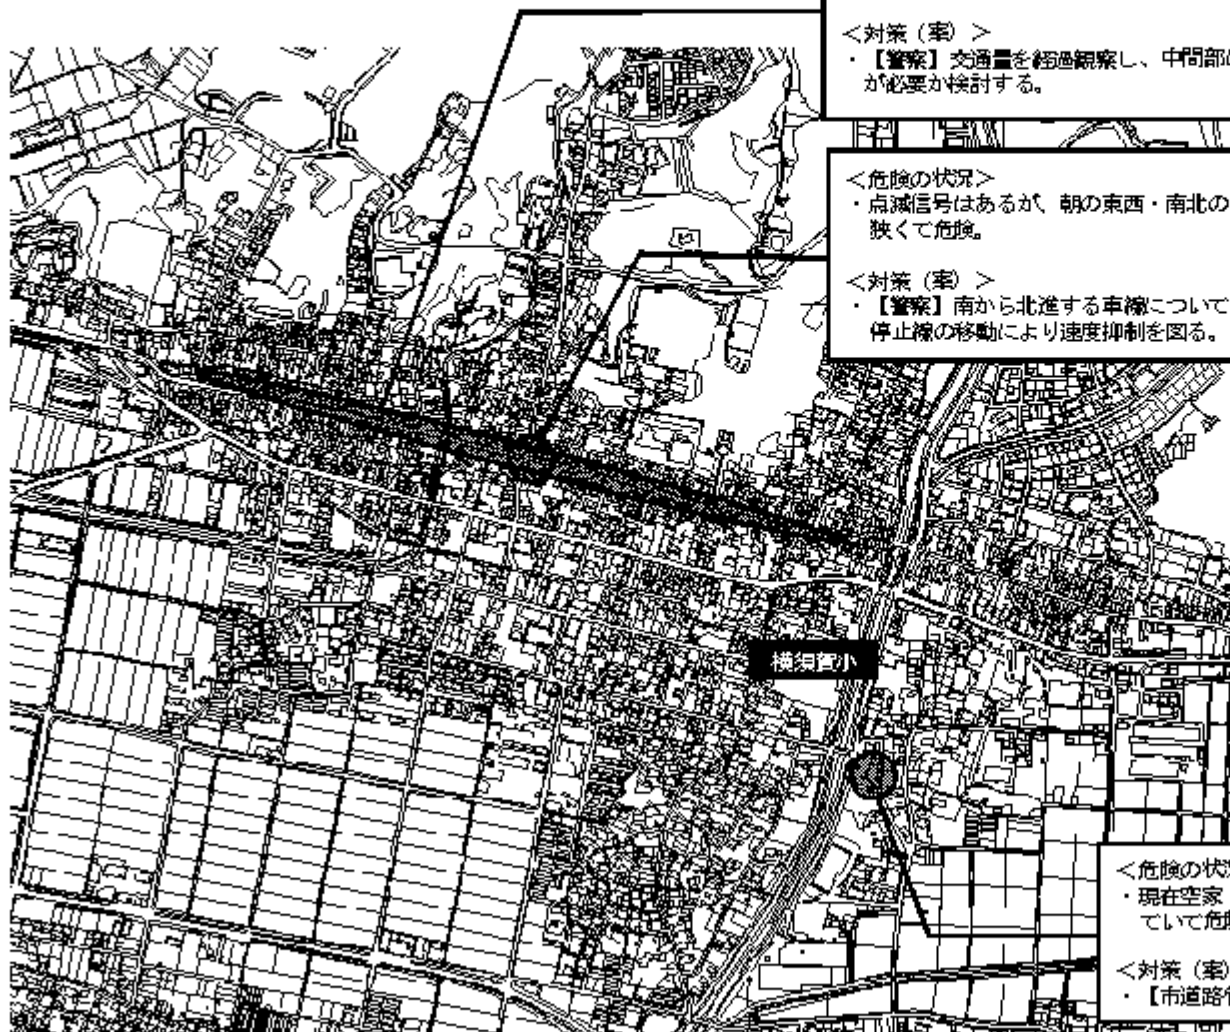 ＜対策（案）＞
・【警察】交通量を経過観察し、中間部に
が必要か検討する。
＜危険の状況＞
・点滅信号はあるが、朝の東西・南北の
狭くて危険。
＜対策（案）＞
・【警察】南から北進する車線について
停止線の移動により速度抑制を図る。
横須賀小
＜危険の状況
・現在空家
ていて危
＜対策（案）
・【市道路